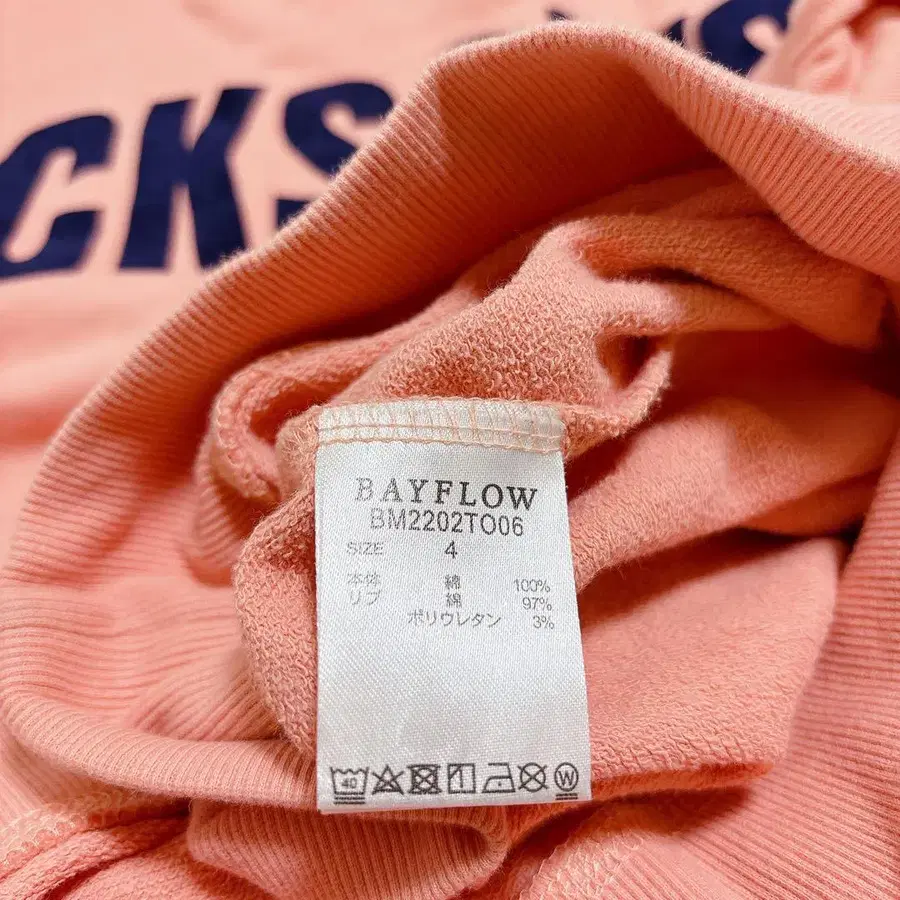 CKS
BAYFLOW
BM2202TO06
SIZE 4
本体 綿 100%
リブ 綿 97%
ポリウレタン 3%
40
W